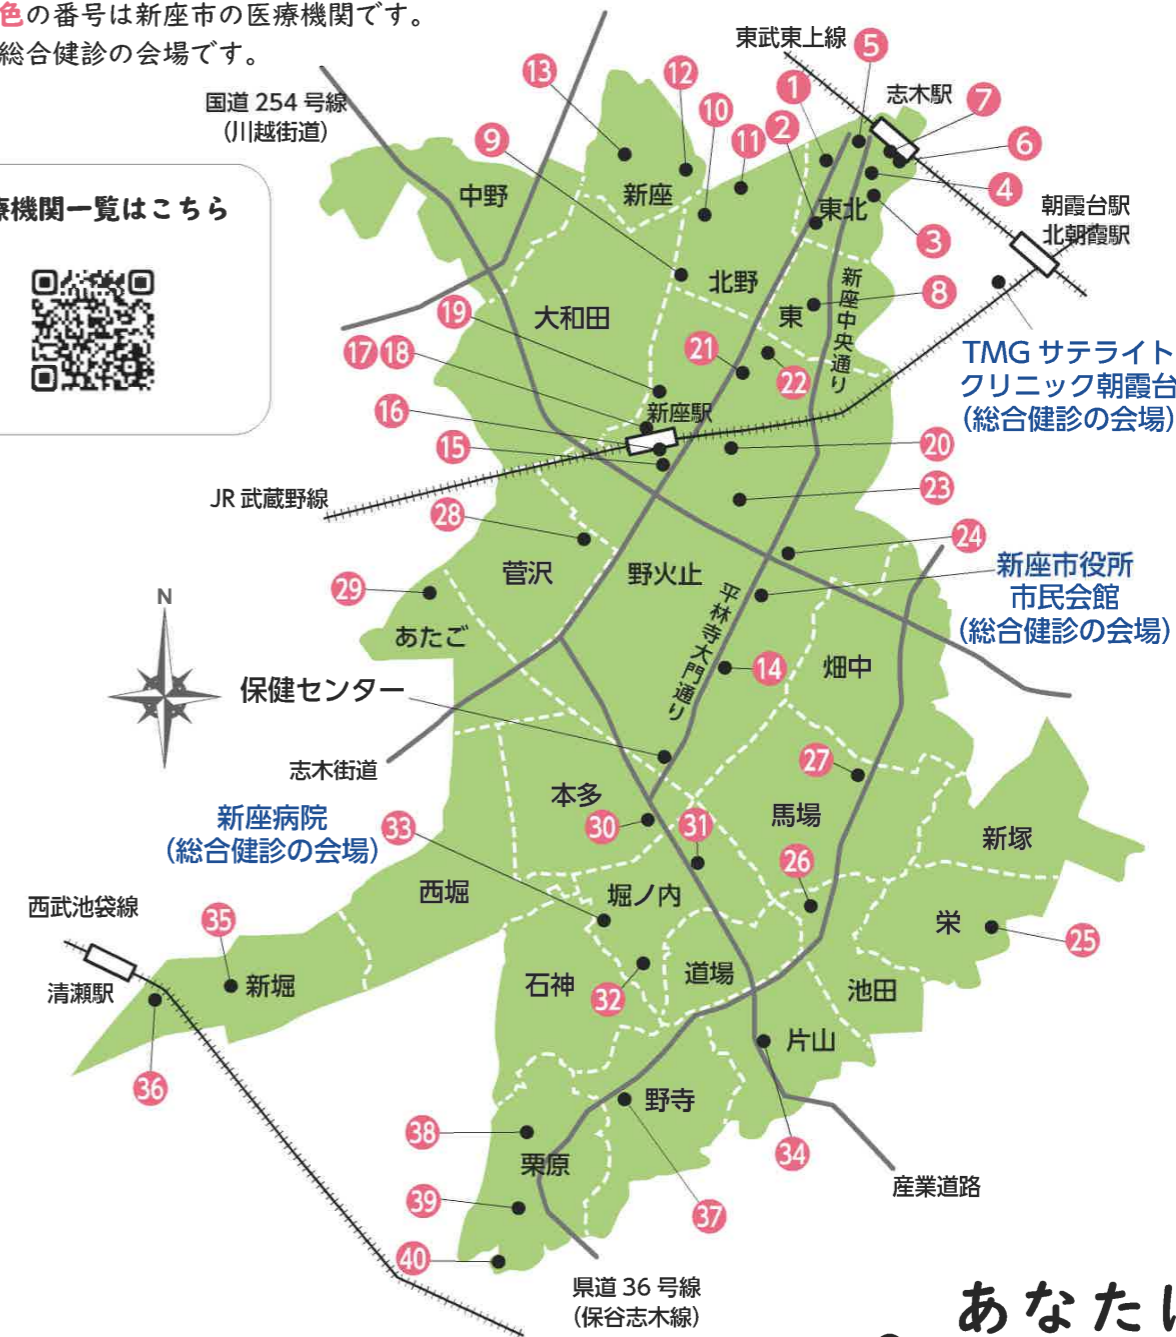 色の番号は新座市の医療機関です。
総合健診の会場です。
療機関一覧はこちら
国道254号線
(川越街道)
東武東上線
志木駅
朝霞台駅
北朝霞駅
13
12
10
11
9
1
2
5
7
6
4
3
8
中野
新座
東北
北野
東
大和田
新座中央通り
19
17
18
16
15
21
22
新座駅
TMGサテライト
クリニック朝霞台
(総合健診の会場)
20
23
24
JR武蔵野線
28
29
菅沢
野火止
あたご
新座市役所
市民会館
(総合健診の会場)
平林寺大門通り
14
畑中
N
保健センター
志木街道
27
本多
30
31
馬場
26
新塚
新座病院
(総合健診の会場)
33
西堀
堀ノ内
栄
25
西武池袋線
35
清瀬駅
新堀
36
石神
32
道場
池田
片山
34
野寺
38
栗原
39
37
40
産業道路
県道36号線
(保谷志木線)
あなたに